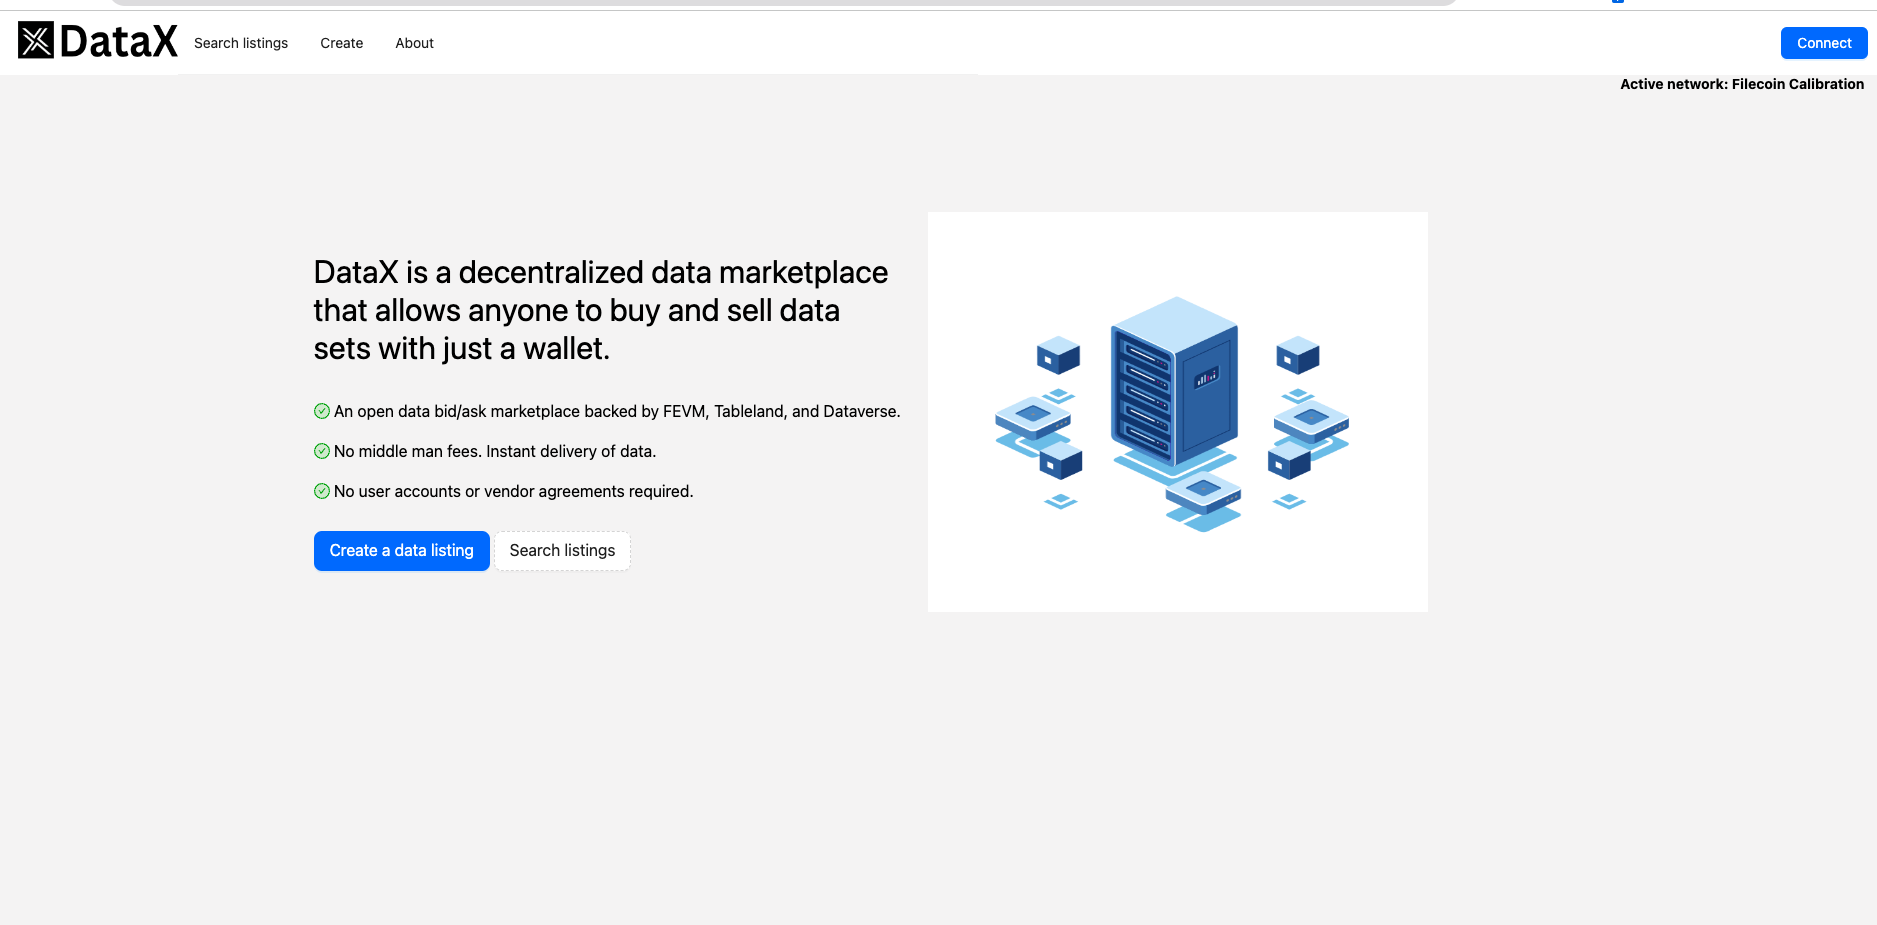 DataX
Search listings
Create
About
Connect
Active network: Filecoin Calibration
DataX is a decentralized data marketplace
that allows anyone to buy and sell data
sets with just a wallet.
An open data bid/ask marketplace backed by FEVM, Tableland, and Dataverse.
No middle man fees. Instant delivery of data.
No user accounts or vendor agreements required.
Create a data listing
Search listings